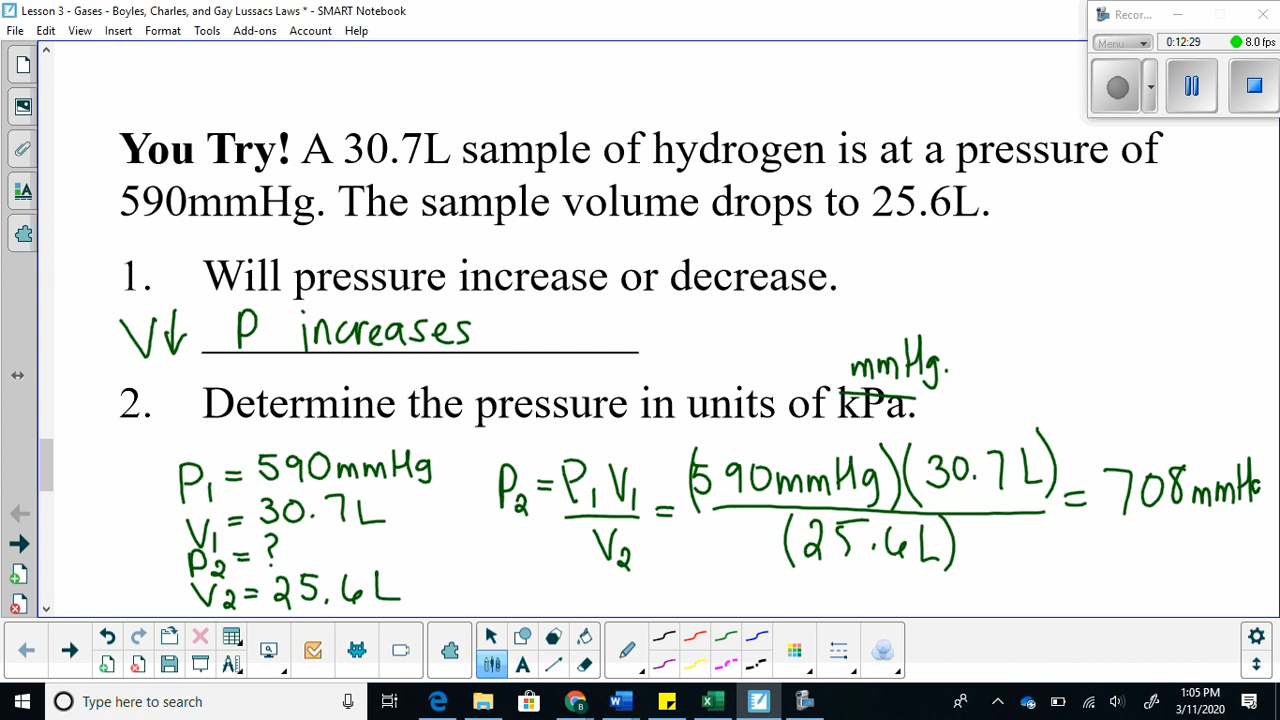 Lesson 3 - Gases - Boyles, Charles, and Gay Lussacs Laws * - SMART Notebook
Recor...
File Edit View Insert Format Tools Add-ons Account Help
Menu 0:12:29 8.0 fps
You Try! A 30.7L sample of hydrogen is at a pressure of
590mmHg. The sample volume drops to 25.6L.
1. Will pressure increase or decrease.
V↓ P increases
mmHg.
2. Determine the pressure in units of kPa.
P₁ = 590mmHg
V₁ = 30.7L
P₂ = ?
V₂ = 25.6L
P₂ = P₁V₁ / V₂ = (590mmHg)(30.7L) / (25.6L) = 708mmHg
Type here to search
1:05 PM
3/11/2020